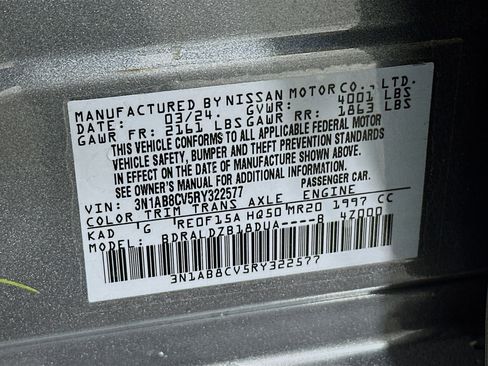 MANUFACTURED BY NISSAN MOTOR CO., LTD.
DATE: 03/24. GVWR: 4001 LBS
GAWR FR: 2161 LBS GAWR RR: 1863 LBS
THIS VEHICLE CONFORMS TO ALL APPLICABLE FEDERAL MOTOR
VEHICLE SAFETY, BUMPER AND THEFT PREVENTION STANDARDS
IN EFFECT ON THE DATE OF MANUFACTURE SHOWN ABOVE.
SEE OWNER'S MANUAL FOR ADDITIONAL INFORMATION.
VIN: 3N1AB8CV5RY322577 PASSENGER CAR.
COLOR TRIM TRANS AXLE ENGINE
KAD G RE0F15A HQ50 MR20 1997 CC
MODEL: BDRALDZB18DUA----B 47000
3N1AB8CV5RY322577